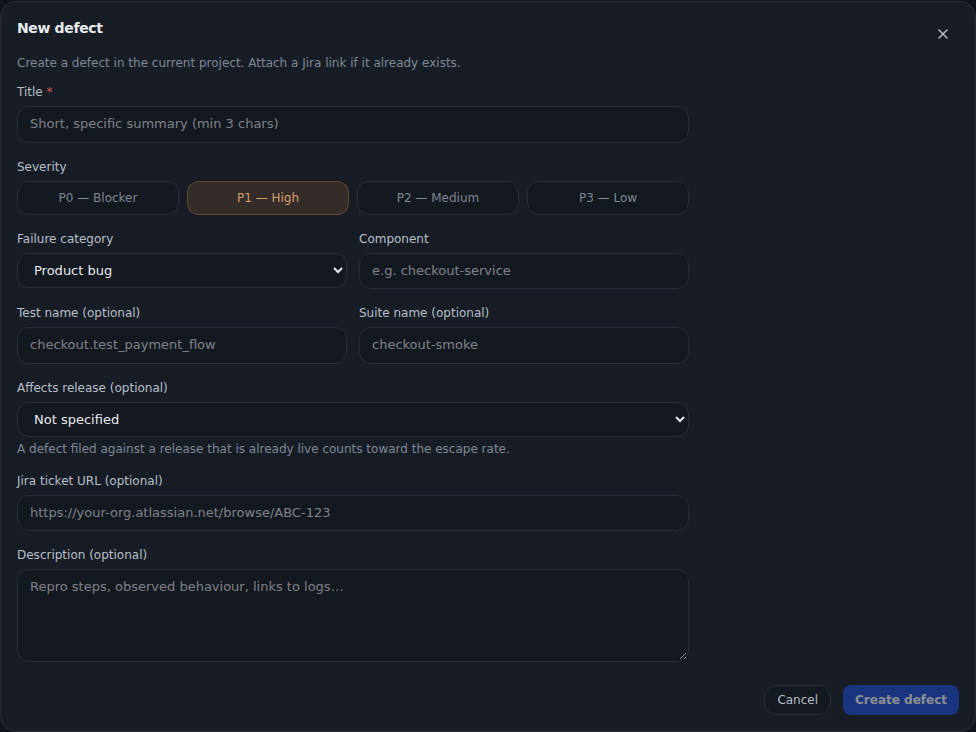 New defect
Create a defect in the current project. Attach a Jira link if it already exists.
Title *
Short, specific summary (min 3 chars)
Severity
P0 — Blocker
P1 — High
P2 — Medium
P3 — Low
Failure category
Component
Product bug
e.g. checkout-service
Test name (optional)
Suite name (optional)
checkout.test_payment_flow
checkout-smoke
Affects release (optional)
Not specified
A defect filed against a release that is already live counts toward the escape rate.
Jira ticket URL (optional)
https://your-org.atlassian.net/browse/ABC-123
Description (optional)
Repro steps, observed behaviour, links to logs…
Cancel
Create defect